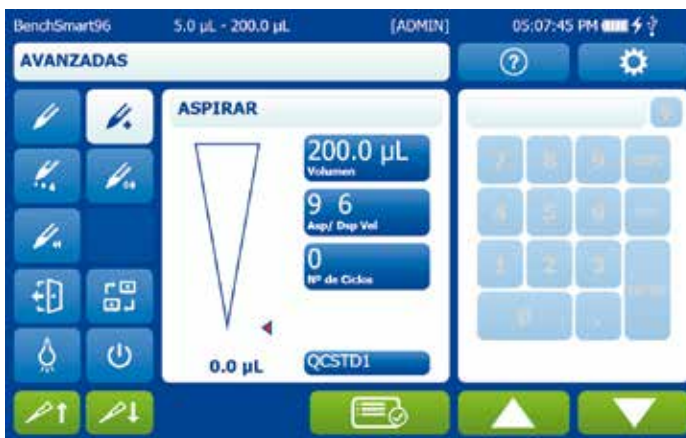 BenchSmart96 5.0 µL - 200.0 µL [ADMIN] 05:07:45 PM
AVANZADAS
?
ASPIRAR
200.0 µL
Volumen
9 6
Asp/ Dsp Vel
0
Nº de Ciclos
0.0 µL
QCSTD1
7 8 9
4 5 6
1 2 3
0 .